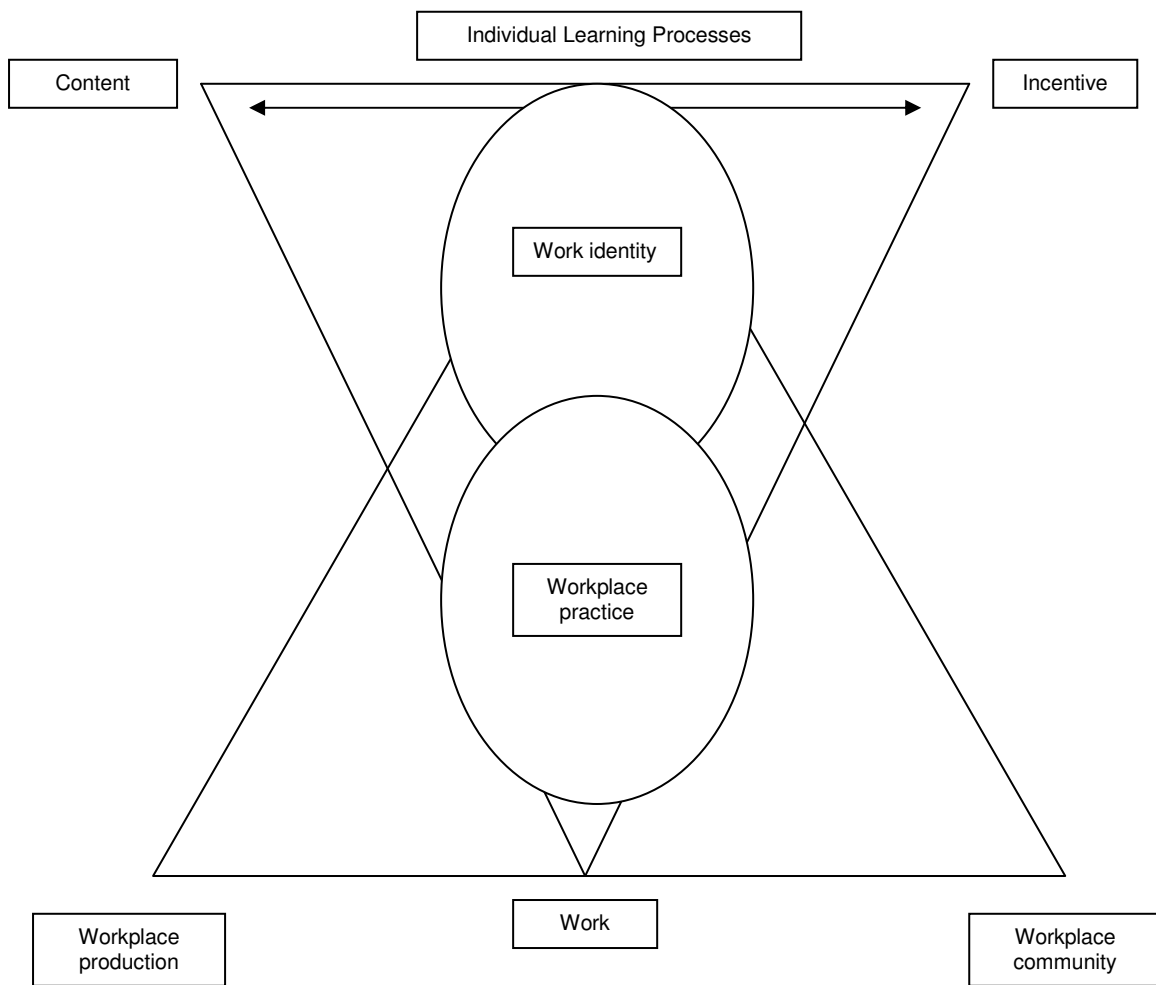 Individual Learning Processes
Content
Incentive
Work identity
Workplace
practice
Workplace
production
Work
Workplace
community